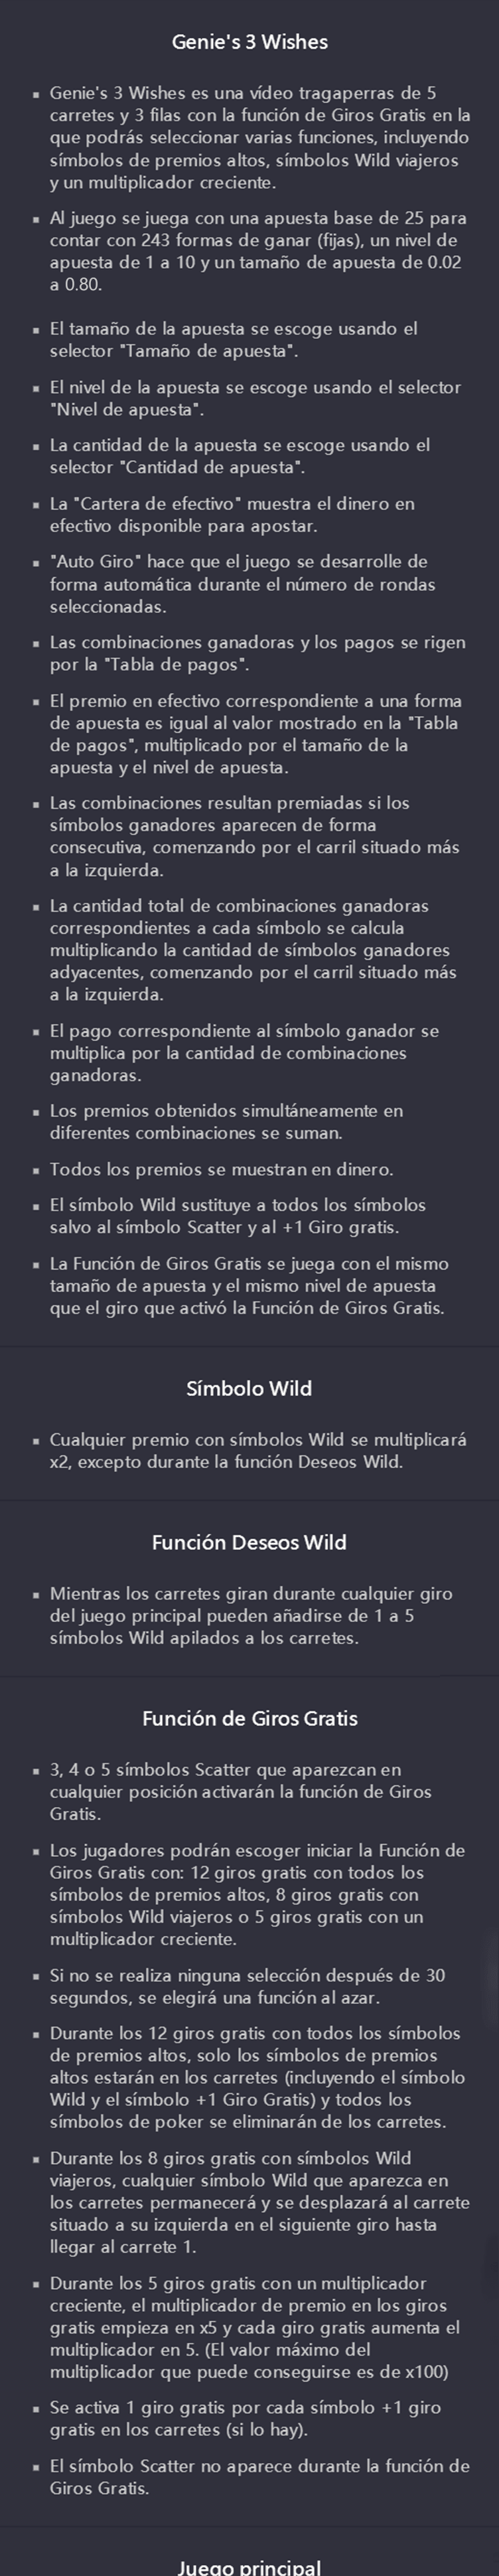 Genie's 3 Wishes
▪ Genie's 3 Wishes es una vídeo tragaperras de 5
carretes y 3 filas con la función de Giros Gratis en la
que podrás seleccionar varias funciones, incluyendo
símbolos de premios altos, símbolos Wild viajeros
y un multiplicador creciente.
▪ Al juego se juega con una apuesta base de 25 para
contar con 243 formas de ganar (fijas), un nivel de
apuesta de 1 a 10 y un tamaño de apuesta de 0.02
a 0.80.
▪ El tamaño de la apuesta se escoge usando el
selector "Tamaño de apuesta".
▪ El nivel de la apuesta se escoge usando el selector
"Nivel de apuesta".
▪ La cantidad de la apuesta se escoge usando el
selector "Cantidad de apuesta".
▪ La "Cartera de efectivo" muestra el dinero en
efectivo disponible para apostar.
▪ "Auto Giro" hace que el juego se desarrolle de
forma automática durante el número de rondas
seleccionadas.
▪ Las combinaciones ganadoras y los pagos se rigen
por la "Tabla de pagos".
▪ El premio en efectivo correspondiente a una forma
de apuesta es igual al valor mostrado en la "Tabla
de pagos", multiplicado por el tamaño de la
apuesta y el nivel de apuesta.
▪ Las combinaciones resultan premiadas si los
símbolos ganadores aparecen de forma
consecutiva, comenzando por el carril situado más
a la izquierda.
▪ La cantidad total de combinaciones ganadoras
correspondientes a cada símbolo se calcula
multiplicando la cantidad de símbolos ganadores
adyacentes, comenzando por el carril situado más
a la izquierda.
▪ El pago correspondiente al símbolo ganador se
multiplica por la cantidad de combinaciones
ganadoras.
▪ Los premios obtenidos simultáneamente en
diferentes combinaciones se suman.
▪ Todos los premios se muestran en dinero.
▪ El símbolo Wild sustituye a todos los símbolos
salvo al símbolo Scatter y al +1 Giro gratis.
▪ La Función de Giros Gratis se juega con el mismo
tamaño de apuesta y el mismo nivel de apuesta
que el giro que activó la Función de Giros Gratis.
Símbolo Wild
▪ Cualquier premio con símbolos Wild se multiplicará
x2, excepto durante la función Deseos Wild.
Función Deseos Wild
▪ Mientras los carretes giran durante cualquier giro
del juego principal pueden añadirse de 1 a 5
símbolos Wild apilados a los carretes.
Función de Giros Gratis
▪ 3, 4 o 5 símbolos Scatter que aparezcan en
cualquier posición activarán la función de Giros
Gratis.
▪ Los jugadores podrán escoger iniciar la Función de
Giros Gratis con: 12 giros gratis con todos los
símbolos de premios altos, 8 giros gratis con
símbolos Wild viajeros o 5 giros gratis con un
multiplicador creciente.
▪ Si no se realiza ninguna selección después de 30
segundos, se elegirá una función al azar.
▪ Durante los 12 giros gratis con todos los símbolos
de premios altos, solo los símbolos de premios
altos estarán en los carretes (incluyendo el símbolo
Wild y el símbolo +1 Giro Gratis) y todos los
símbolos de poker se eliminarán de los carretes.
▪ Durante los 8 giros gratis con símbolos Wild
viajeros, cualquier símbolo Wild que aparezca en
los carretes permanecerá y se desplazará al carrete
situado a su izquierda en el siguiente giro hasta
llegar al carrete 1.
▪ Durante los 5 giros gratis con un multiplicador
creciente, el multiplicador de premio en los giros
gratis empieza en x5 y cada giro gratis aumenta el
multiplicador en 5. (El valor máximo del
multiplicador que puede conseguirse es de x100)
▪ Se activa 1 giro gratis por cada símbolo +1 giro
gratis en los carretes (si lo hay).
▪ El símbolo Scatter no aparece durante la función de
Giros Gratis.
Juego principal